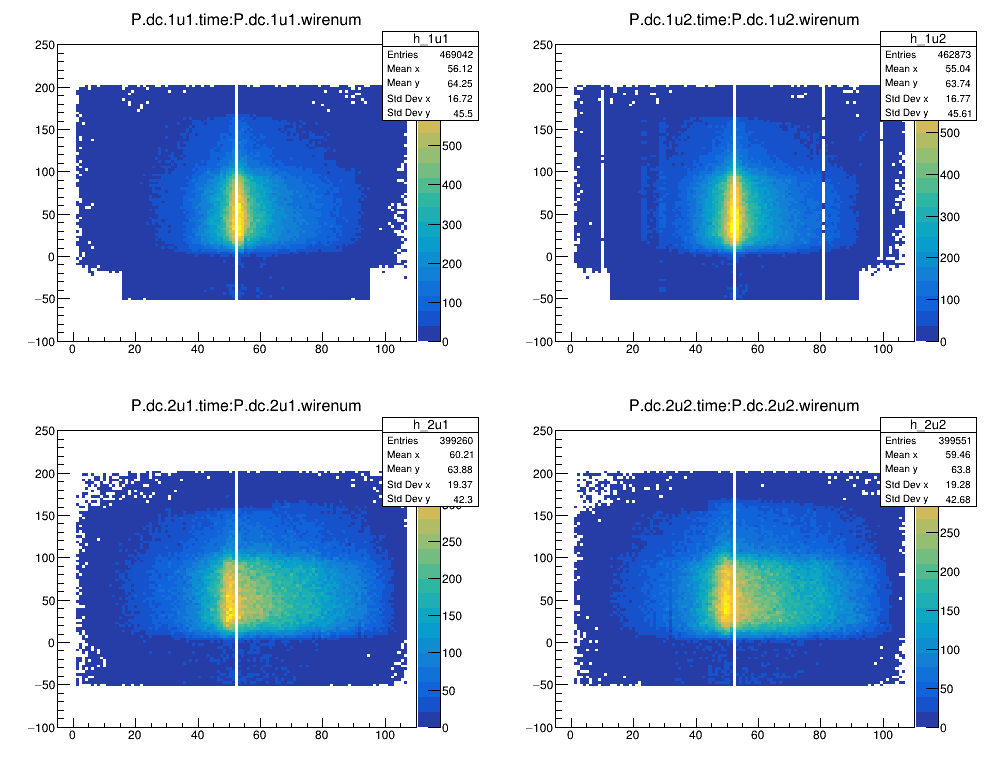 P.dc.1u1.time:P.dc.1u1.wirenum
h_1u1
Entries 469042
Mean x 56.12
Mean y 64.25
Std Dev x 16.72
Std Dev y 45.5
250
200
150
100
50
0
−50
−100
0 20 40 60 80 100
500
400
300
200
100
0
P.dc.1u2.time:P.dc.1u2.wirenum
h_1u2
Entries 462873
Mean x 55.04
Mean y 63.74
Std Dev x 16.77
Std Dev y 45.61
250
200
150
100
50
0
−50
−100
0 20 40 60 80 100
500
400
300
200
100
0
P.dc.2u1.time:P.dc.2u1.wirenum
h_2u1
Entries 399260
Mean x 60.21
Mean y 63.88
Std Dev x 19.37
Std Dev y 42.3
250
200
150
100
50
0
−50
−100
0 20 40 60 80 100
300
250
200
150
100
50
0
P.dc.2u2.time:P.dc.2u2.wirenum
h_2u2
Entries 399551
Mean x 59.46
Mean y 63.8
Std Dev x 19.28
Std Dev y 42.68
250
200
150
100
50
0
−50
−100
0 20 40 60 80 100
250
200
150
100
50
0